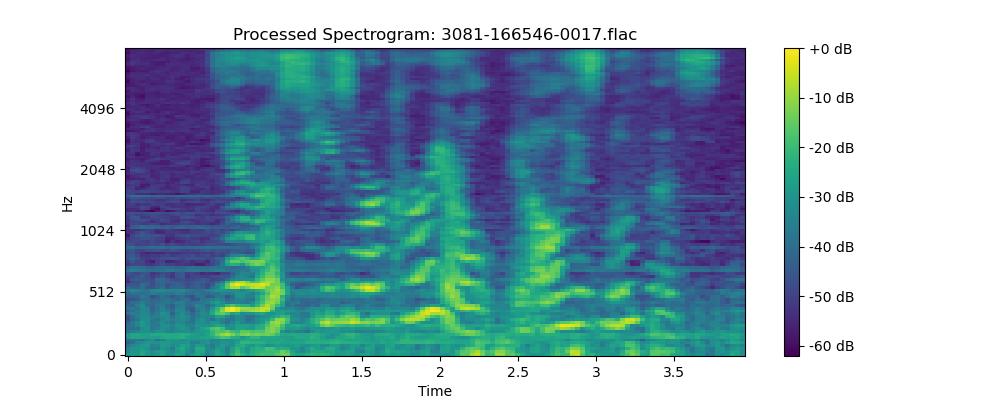 Processed Spectrogram: 3081-166546-0017.flac
+0 dB
4096
-10 dB
2048
-20 dB
Hz
-30 dB
1024
-40 dB
512
-50 dB
0
-60 dB
0 0.5 1 1.5 2 2.5 3 3.5
Time